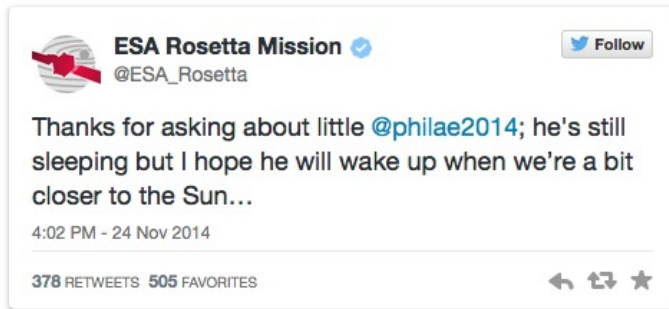 ESA Rosetta Mission
Follow
@ESA_Rosetta
Thanks for asking about little @philae2014; he's still
sleeping but I hope he will wake up when we’re a bit
closer to the Sun...
4:02 PM - 24 Nov 2014
378 RETWEETS 505 FAVORITES